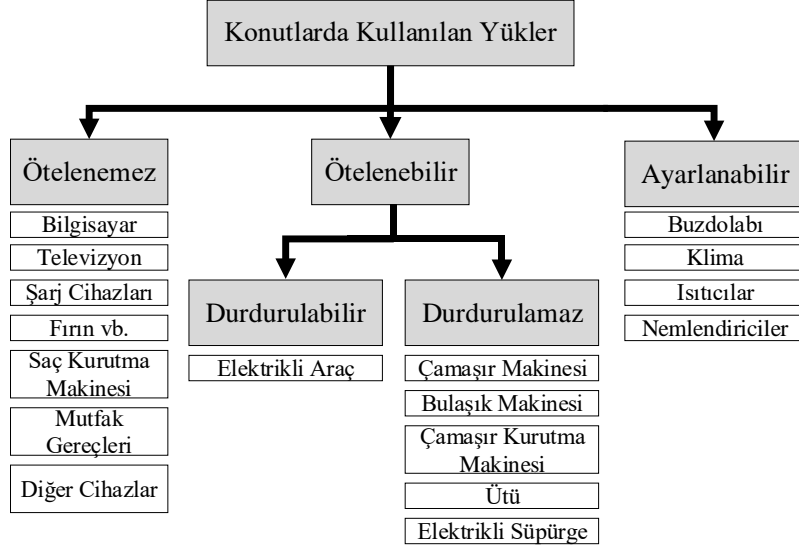 Konutlarda Kullanılan Yükler
Ötelenemez
Bilgisayar
Televizyon
Şarj Cihazları
Fırın vb.
Saç Kurutma
Makinesi
Mutfak
Gereçleri
Diğer Cihazlar
Ötelenebilir
Durdurulabilir
Elektrikli Araç
Durdurulamaz
Çamaşır Makinesi
Bulaşık Makinesi
Çamaşır Kurutma
Makinesi
Ütü
Elektrikli Süpürge
Ayarlanabilir
Buzdolabı
Klima
Isıtıcılar
Nemlendiriciler